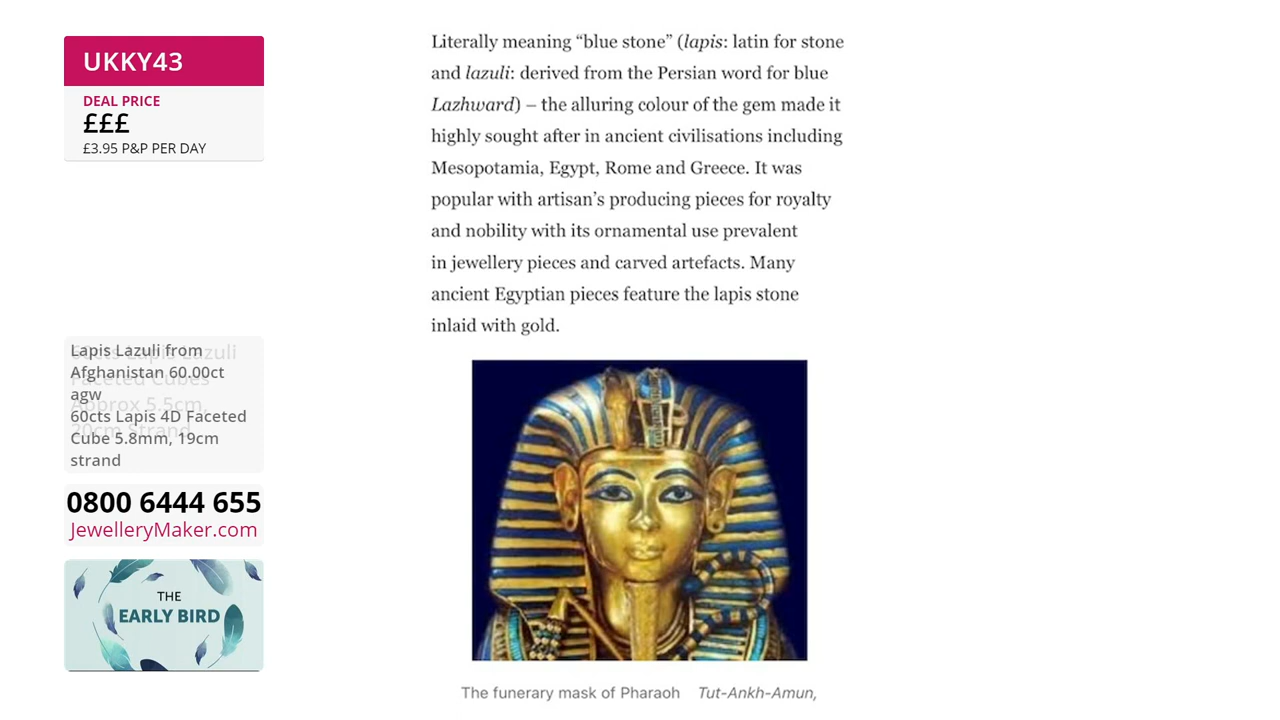 UKKY43
DEAL PRICE
£££
£3.95 P&P PER DAY
Lapis Lazuli from
Afghanistan 60.00ct
agw
60cts Lapis 4D Faceted
Cube 5.8mm, 19cm
strand
0800 6444 655
JewelleryMaker.com
THE
EARLY BIRD
Literally meaning “blue stone” (lapis: latin for stone
and lazuli: derived from the Persian word for blue
Lazhward) – the alluring colour of the gem made it
highly sought after in ancient civilisations including
Mesopotamia, Egypt, Rome and Greece. It was
popular with artisan’s producing pieces for royalty
and nobility with its ornamental use prevalent
in jewellery pieces and carved artefacts. Many
ancient Egyptian pieces feature the lapis stone
inlaid with gold.
The funerary mask of Pharaoh Tut-Ankh-Amun,